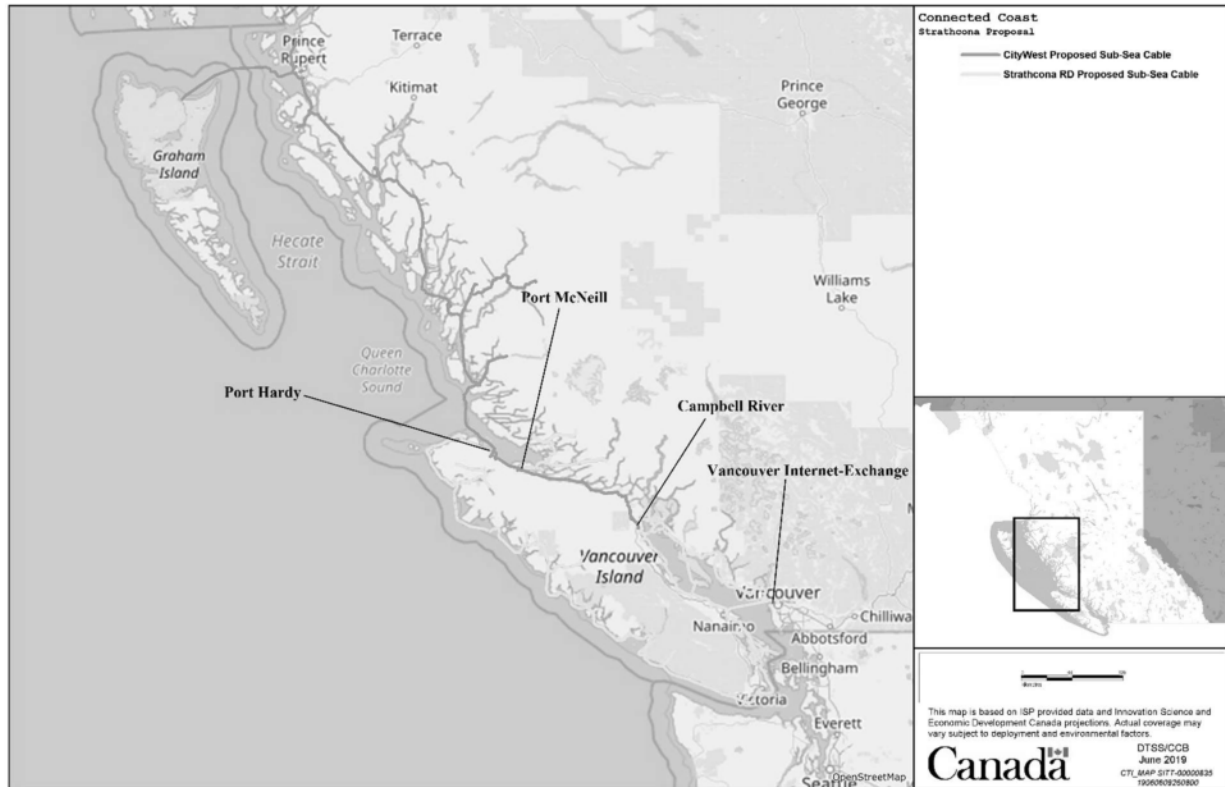 Connected Coast
Strathcona Proposal
CityWest Proposed Sub-Sea Cable
Strathcona RD Proposed Sub-Sea Cable
Prince
Rupert
Terrace
Kitimat
Prince
George
Graham
Island
Hecate
Strait
Williams
Lake
Port McNeill
Queen
Charlotte
Sound
Port Hardy
Campbell River
Vancouver Internet-Exchange
Vancouver
Island
Vancouver
Chilliwa
Nanaimo
Abbotsford
Bellingham
Victoria
Everett
Seattle
OpenStreetMap
This map is based on ISP provided data and Innovation Science and
Economic Development Canada projections. Actual coverage may
vary subject to deployment and environmental factors.
Canada
DTSS/CCB
June 2019
CTI_MAP SITT-00000835